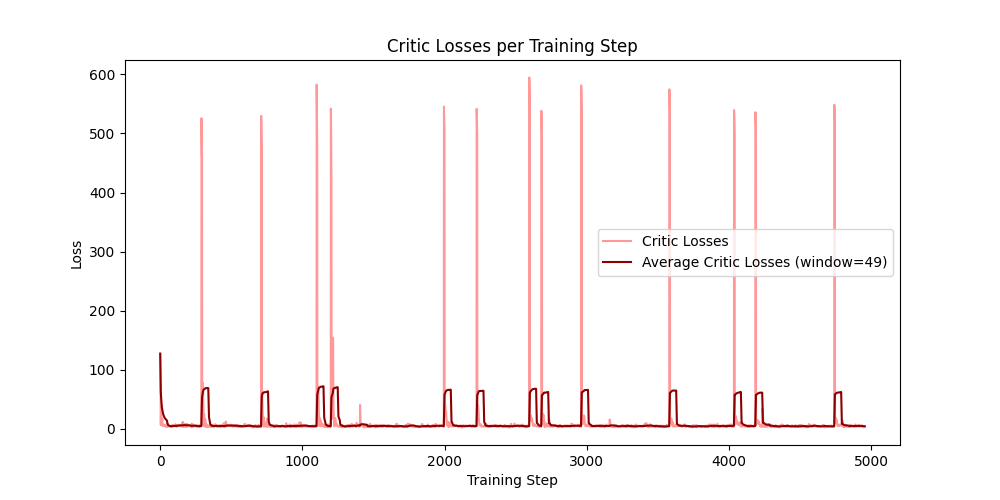 Critic Losses per Training Step
600
500
400
300
200
100
0
Loss
Critic Losses
Average Critic Losses (window=49)
0
1000
2000
3000
4000
5000
Training Step